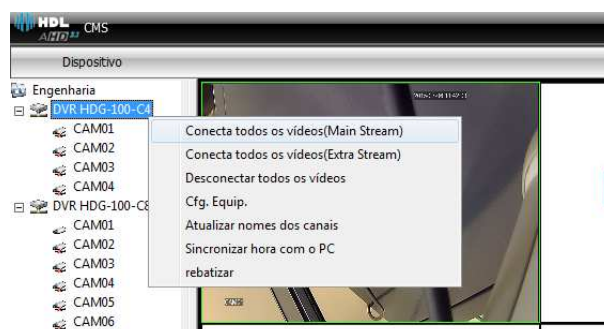 HDL
AHD
CMS
Dispositivo
Engenharia
DVR HDG-100-C4
CAM01
CAM02
CAM03
CAM04
DVR HDG-100-C8
CAM01
CAM02
CAM03
CAM04
CAM05
CAM06
Conecta todos os vídeos(Main Stream)
Conecta todos os vídeos(Extra Stream)
Desconectar todos os vídeos
Cfg. Equip.
Atualizar nomes dos canais
Sincronizar hora com o PC
rebatizar